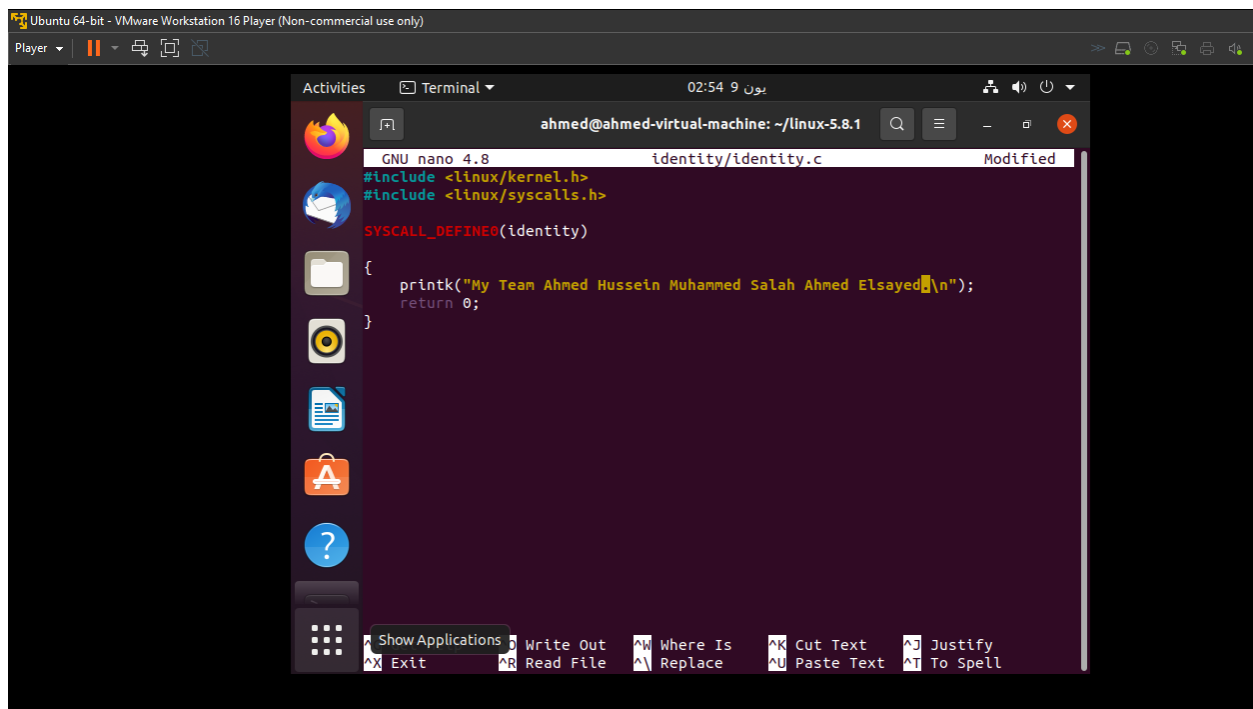 Ubuntu 64-bit - VMware Workstation 16 Player (Non-commercial use only)
Player
Activities Terminal 02:54 9 يون
ahmed@ahmed-virtual-machine: ~/linux-5.8.1
GNU nano 4.8 identity/identity.c Modified
#include <linux/kernel.h>
#include <linux/syscalls.h>
SYSCALL_DEFINE0(identity)
{
printk("My Team Ahmed Hussein Muhammed Salah Ahmed Elsayed.\n");
return 0;
}
Show Applications
^ O Write Out ^W Where Is ^K Cut Text ^J Justify
^X Exit ^R Read File ^\ Replace ^U Paste Text ^T To Spell